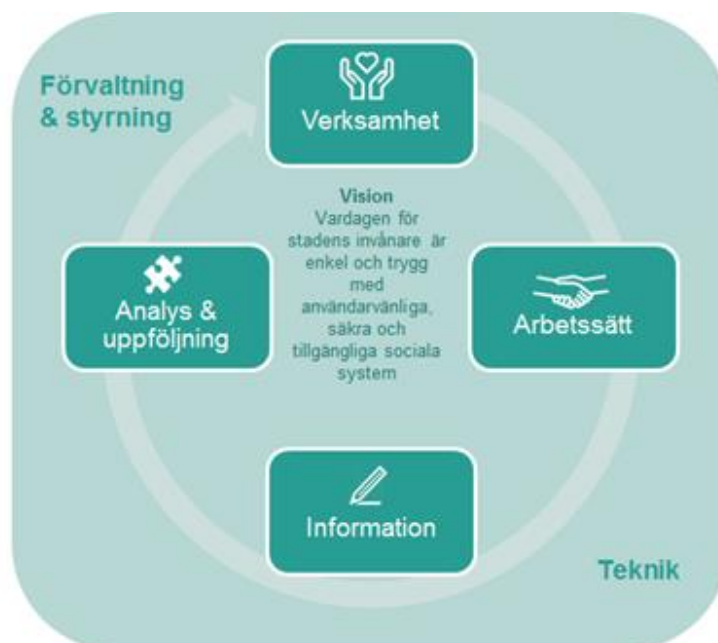 Förvaltning
& styrning
Verksamhet
Vision
Vardagen för
stadens invånare är
enkel och trygg
med
användarvänliga,
säkra och
tillgängliga sociala
system
Analys &
uppföljning
Arbetssätt
Information
Teknik